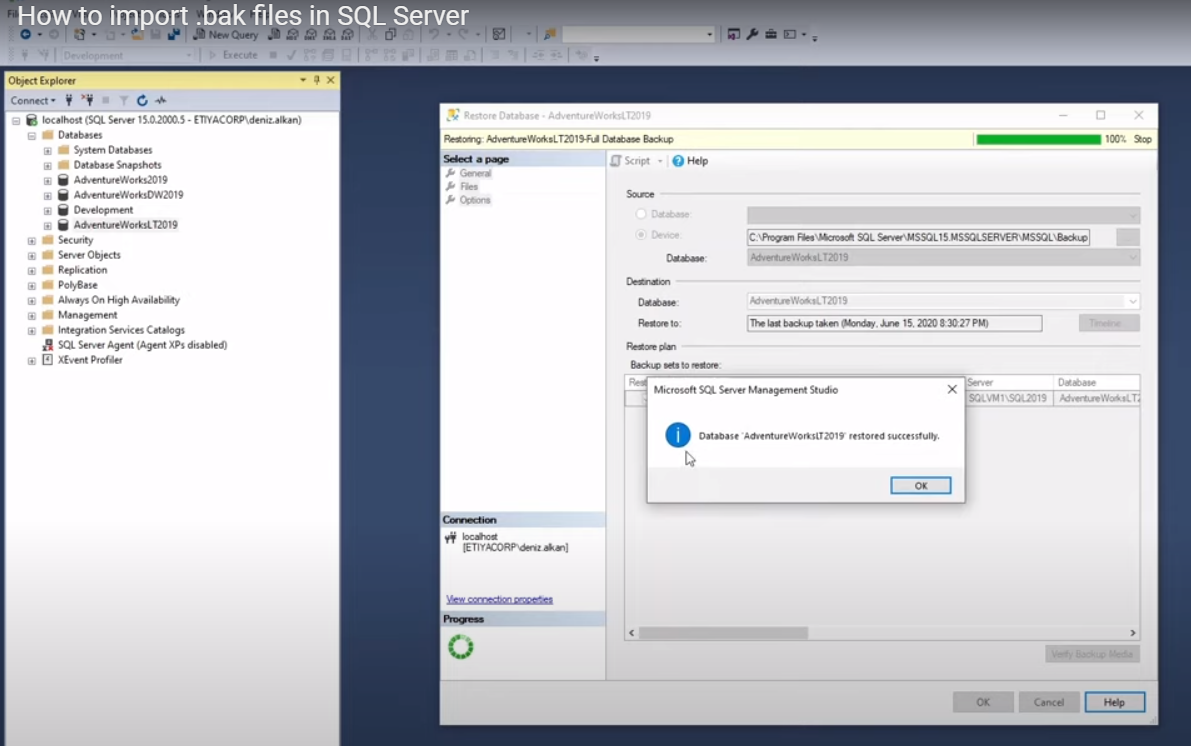 How to import .bak files in SQL Server
New Query
Development
Execute
Object Explorer
Connect
localhost (SQL Server 15.0.2000.5 - ETIYACORP\deniz.alkan)
Databases
System Databases
Database Snapshots
AdventureWorks2019
AdventureWorksDW2019
Development
AdventureWorksLT2019
Security
Server Objects
Replication
PolyBase
Always On High Availability
Management
Integration Services Catalogs
SQL Server Agent (Agent XPs disabled)
XEvent Profiler
Restore Database - AdventureWorksLT2019
Restoring: AdventureWorksLT2019-Full Database Backup
100% Stop
Select a page
General
Files
Options
Script
Help
Source
Database:
Device:
C:\Program Files\Microsoft SQL Server\MSSQL15.MSSQLSERVER\MSSQL\Backup
Database:
AdventureWorksLT2019
Destination
Database:
AdventureWorksLT2019
Restore to:
The last backup taken (Monday, June 15, 2020 8:30:27 PM)
Timeline
Restore plan
Backup sets to restore:
Rest
Server
Database
SQLVM1\SQL2019
AdventureWorksLT2
Microsoft SQL Server Management Studio
Database 'AdventureWorksLT2019' restored successfully.
OK
Connection
localhost
[ETIYACORP\deniz.alkan]
View connection properties
Progress
Verify Backup Media
OK
Cancel
Help